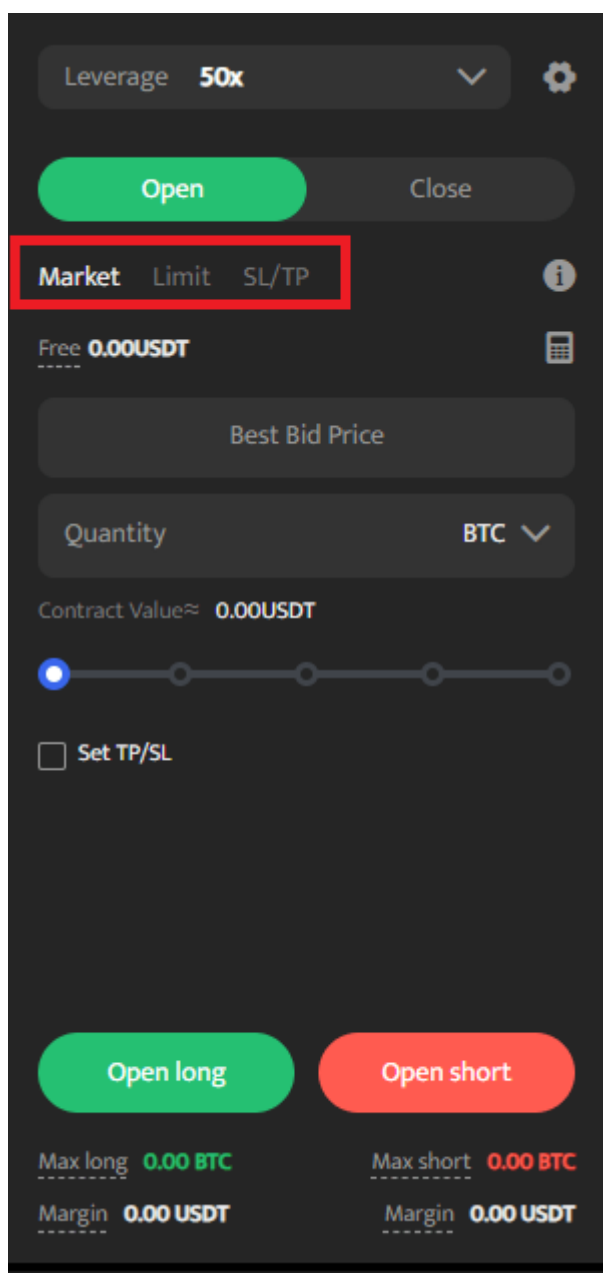 Leverage 50x
Open Close
Market Limit SL/TP
Free 0.00USDT
Best Bid Price
Quantity BTC
Contract Value≈ 0.00USDT
Set TP/SL
Open long Open short
Max long 0.00 BTC Max short 0.00 BTC
Margin 0.00 USDT Margin 0.00 USDT